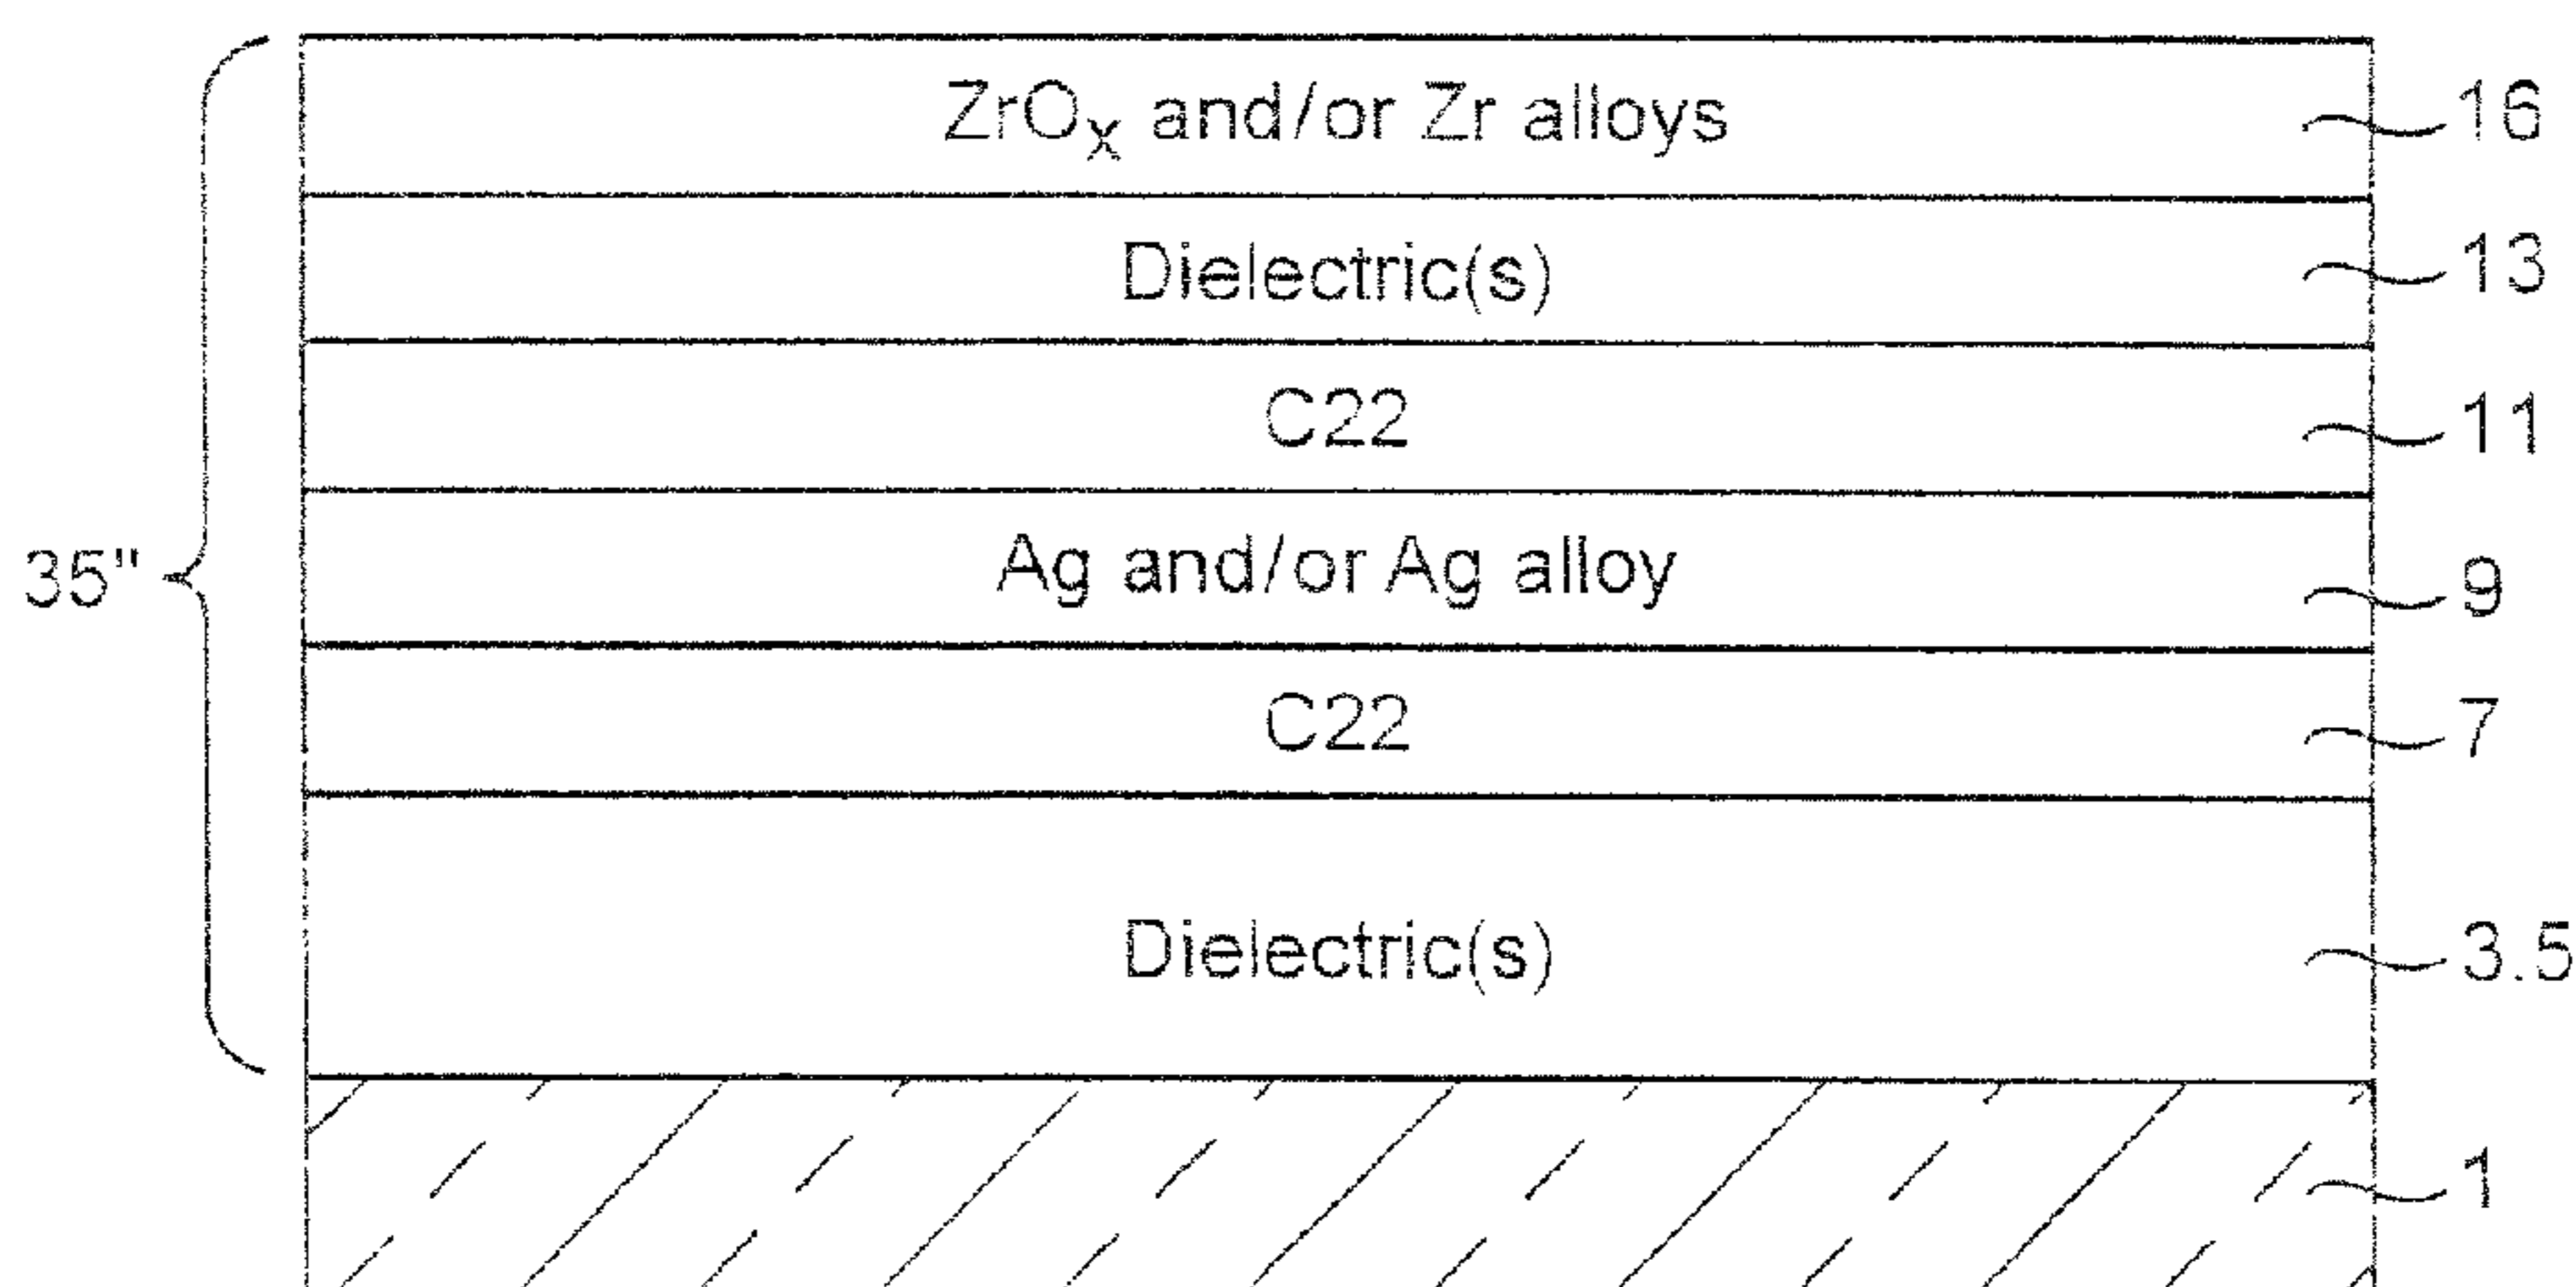 ZrOₓ and/or Zr alloys 16
Dielectric(s) 13
C22 11
Ag and/or Ag alloy 9
35"
C22 7
Dielectric(s) 3.5
1